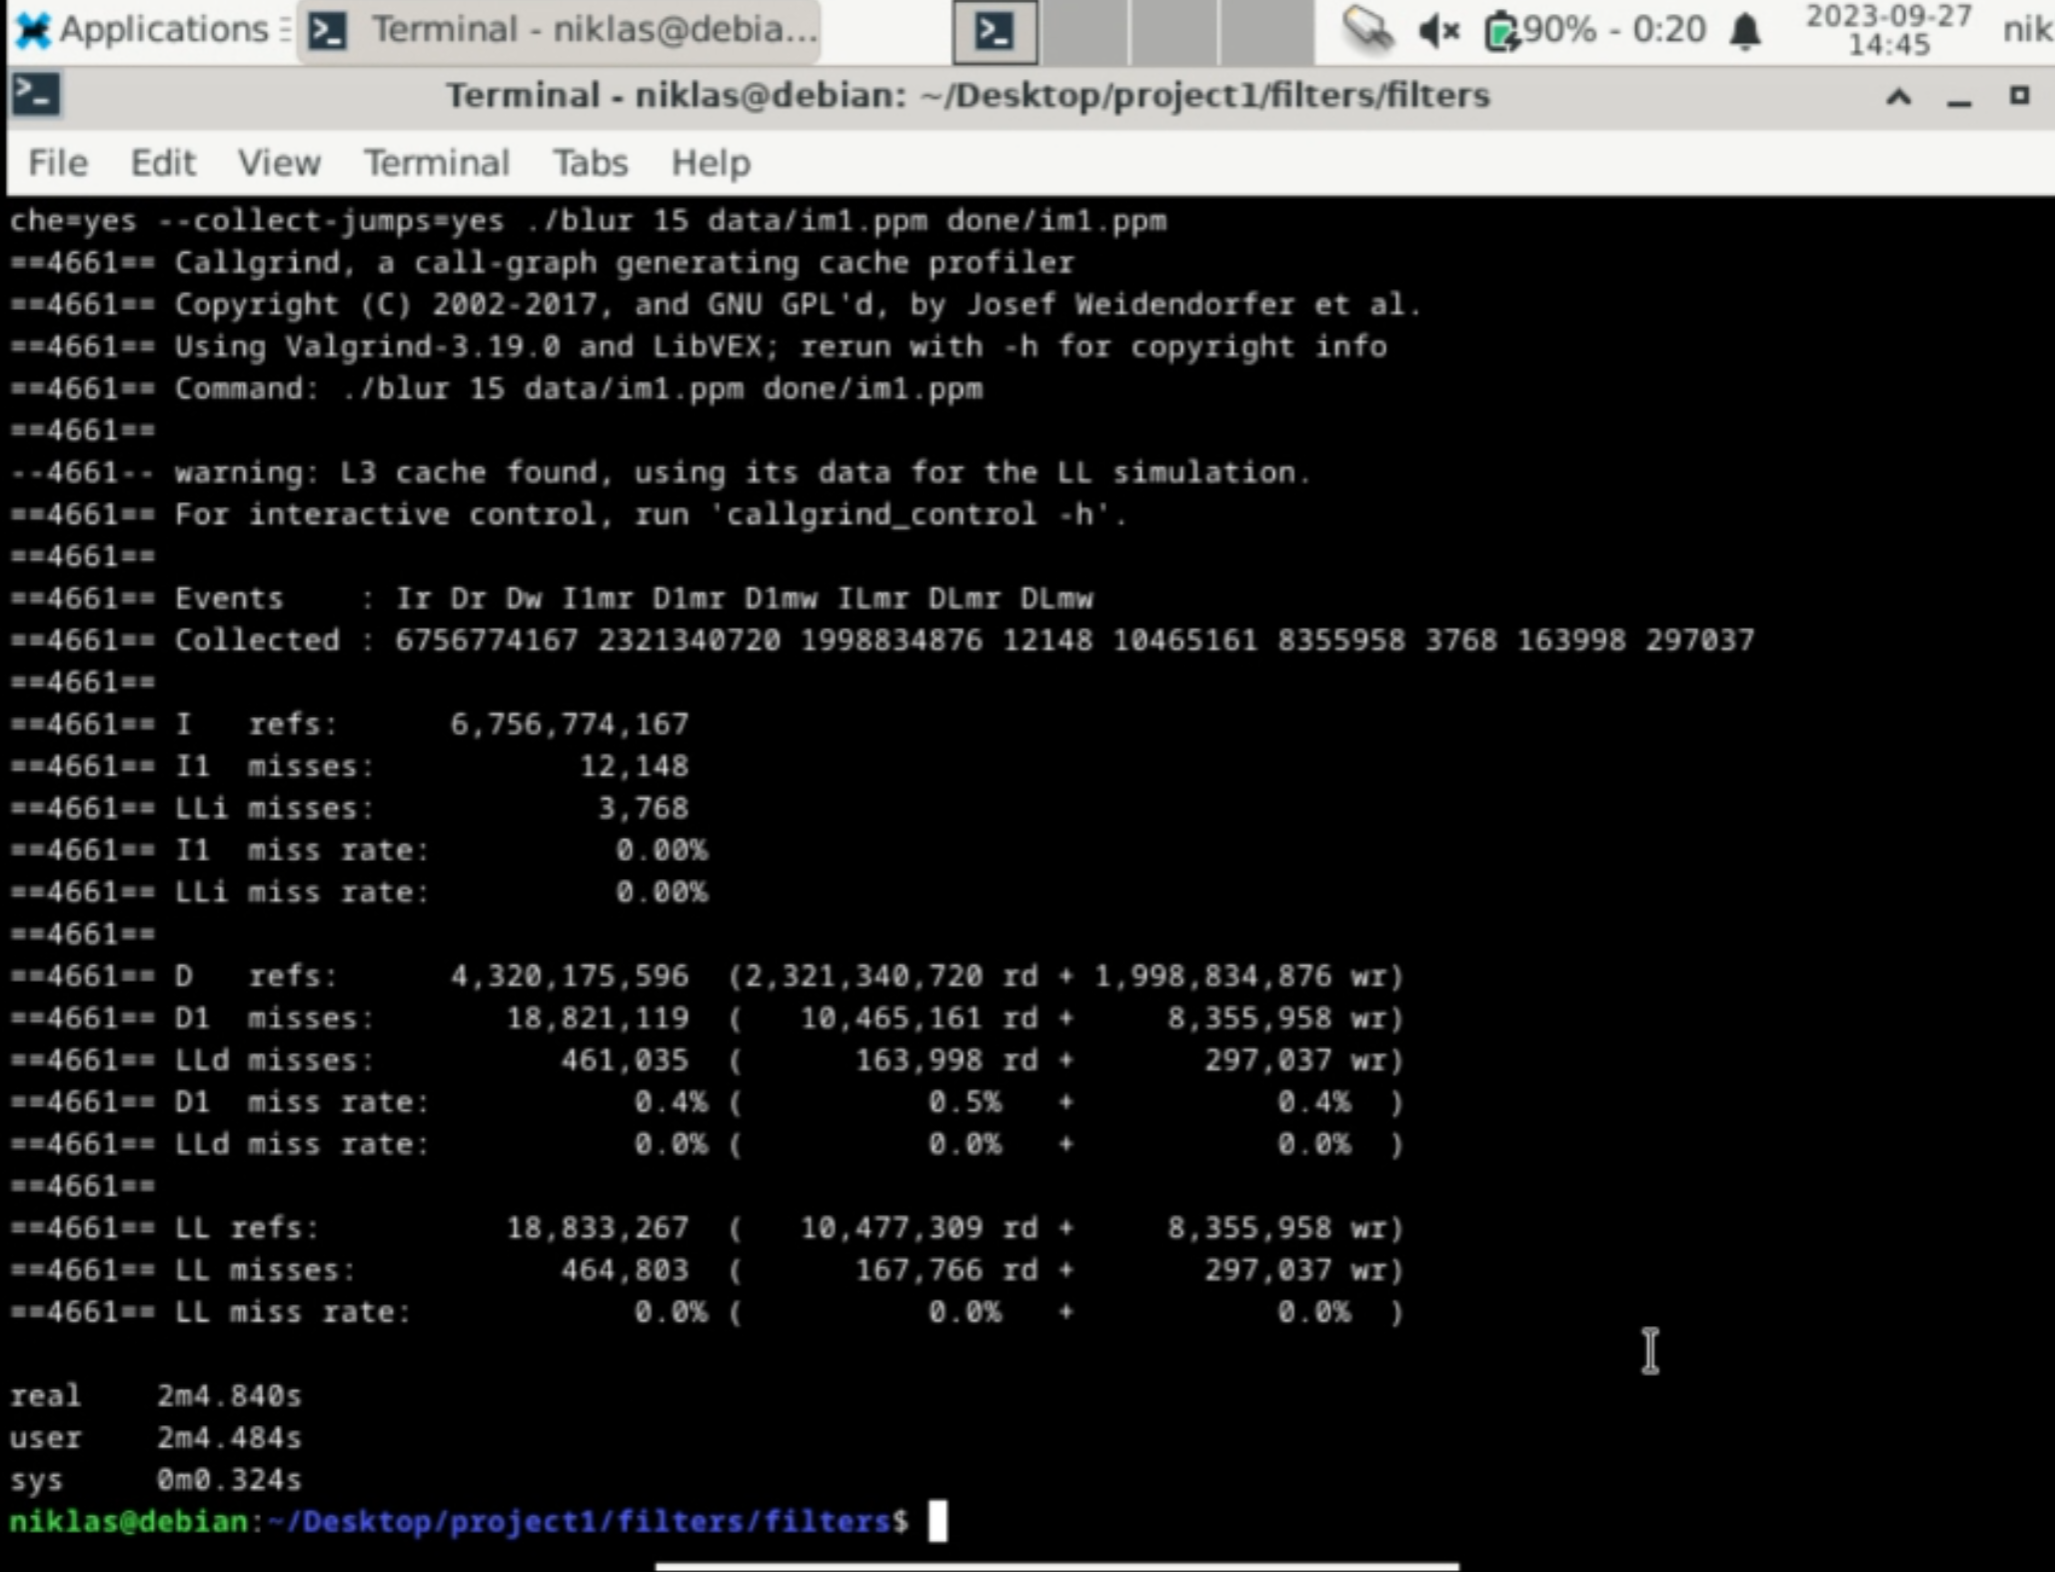 Applications
Terminal - niklas@debia...
90% - 0:20
2023-09-27
14:45
nik
Terminal - niklas@debian: ~/Desktop/project1/filters/filters
File Edit View Terminal Tabs Help
che=yes --collect-jumps=yes ./blur 15 data/im1.ppm done/im1.ppm
==4661== Callgrind, a call-graph generating cache profiler
==4661== Copyright (C) 2002-2017, and GNU GPL'd, by Josef Weidendorfer et al.
==4661== Using Valgrind-3.19.0 and LibVEX; rerun with -h for copyright info
==4661== Command: ./blur 15 data/im1.ppm done/im1.ppm
==4661==
--4661-- warning: L3 cache found, using its data for the LL simulation.
==4661== For interactive control, run 'callgrind_control -h'.
==4661==
==4661== Events    : Ir Dr Dw I1mr D1mr D1mw ILmr DLmr DLmw
==4661== Collected : 6756774167 2321340720 1998834876 12148 10465161 8355958 3768 163998 297037
==4661==
==4661== I   refs:      6,756,774,167
==4661== I1  misses:           12,148
==4661== LLi misses:            3,768
==4661== I1  miss rate:          0.00%
==4661== LLi miss rate:          0.00%
==4661==
==4661== D   refs:      4,320,175,596  (2,321,340,720 rd + 1,998,834,876 wr)
==4661== D1  misses:       18,821,119  (   10,465,161 rd +     8,355,958 wr)
==4661== LLd misses:          461,035  (      163,998 rd +       297,037 wr)
==4661== D1  miss rate:           0.4% (          0.5%   +           0.4%  )
==4661== LLd miss rate:           0.0% (          0.0%   +           0.0%  )
==4661==
==4661== LL refs:          18,833,267  (   10,477,309 rd +     8,355,958 wr)
==4661== LL misses:           464,803  (      167,766 rd +       297,037 wr)
==4661== LL miss rate:            0.0% (          0.0%   +           0.0%  )
real    2m4.840s
user    2m4.484s
sys     0m0.324s
niklas@debian:~/Desktop/project1/filters/filters$